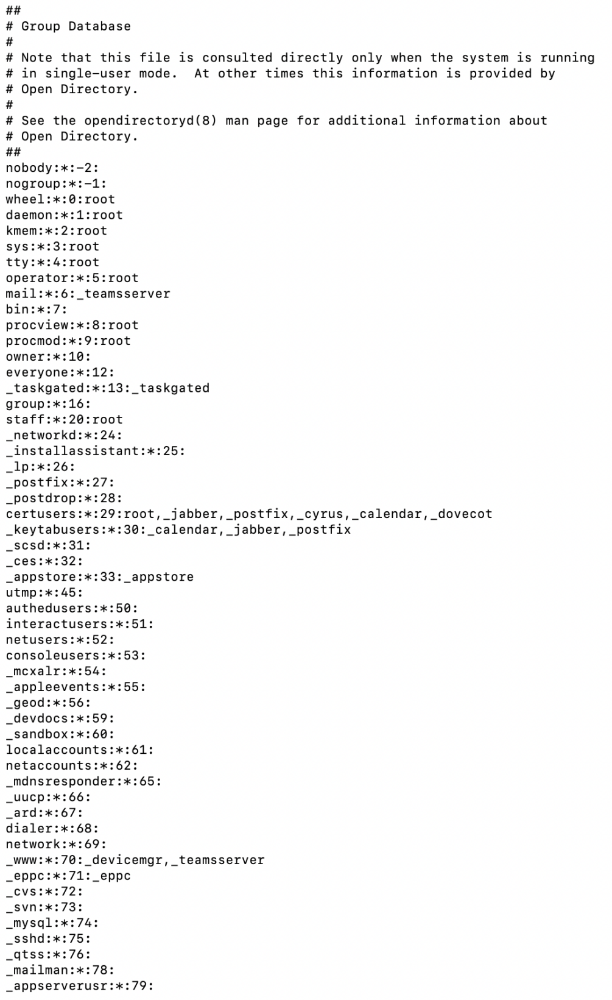 ##
# Group Database
#
# Note that this file is consulted directly only when the system is running
# in single-user mode.  At other times this information is provided by
# Open Directory.
#
# See the opendirectoryd(8) man page for additional information about
# Open Directory.
##
nobody:*:-2:
nogroup:*:-1:
wheel:*:0:root
daemon:*:1:root
kmem:*:2:root
sys:*:3:root
tty:*:4:root
operator:*:5:root
mail:*:6:_teamsserver
bin:*:7:
procview:*:8:root
procmod:*:9:root
owner:*:10:
everyone:*:12:
_taskgated:*:13:_taskgated
group:*:16:
staff:*:20:root
_networkd:*:24:
_installassistant:*:25:
_lp:*:26:
_postfix:*:27:
_postdrop:*:28:
certusers:*:29:root,_jabber,_postfix,_cyrus,_calendar,_dovecot
_keytabusers:*:30:_calendar,_jabber,_postfix
_scsd:*:31:
_ces:*:32:
_appstore:*:33:_appstore
utmp:*:45:
authedusers:*:50:
interactusers:*:51:
netusers:*:52:
consoleusers:*:53:
_mcxalr:*:54:
_appleevents:*:55:
_geod:*:56:
_devdocs:*:59:
_sandbox:*:60:
localaccounts:*:61:
netaccounts:*:62:
_mdnsresponder:*:65:
_uucp:*:66:
_ard:*:67:
dialer:*:68:
network:*:69:
_www:*:70:_devicemgr,_teamsserver
_eppc:*:71:_eppc
_cvs:*:72:
_svn:*:73:
_mysql:*:74:
_sshd:*:75:
_qtss:*:76:
_mailman:*:78:
_appserverusr:*:79: